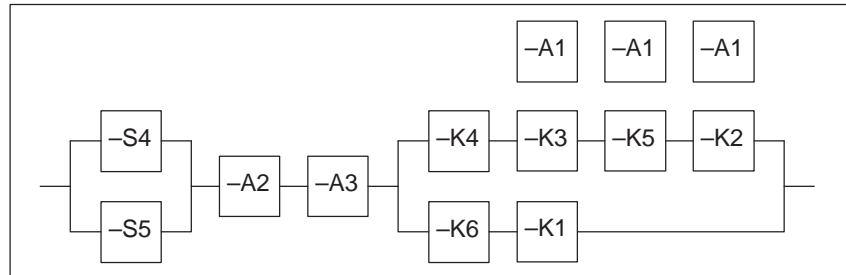 –A1 –A1 –A1
–S4 –K4 –K3 –K5 –K2
–A2 –A3
–S5 –K6 –K1